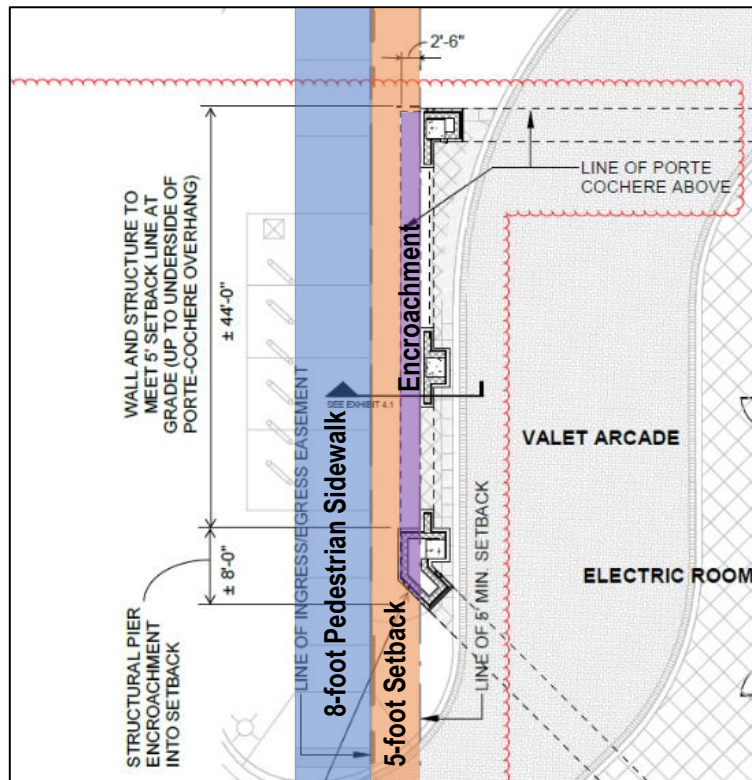 2'-6"
LINE OF PORTE
COCHERE ABOVE
WALL AND STRUCTURE TO
MEET 5' SETBACK LINE AT
GRADE (UP TO UNDERSIDE OF
PORTE-COCHERE OVERHANG)
± 44'-0"
Encroachment
SEE EXHIBIT 4.1
LINE OF INGRESS/EGRESS EASEMENT
8-foot Pedestrian Sidewalk
5-foot Setback
LINE OF 5' MIN. SETBACK
VALET ARCADE
ELECTRIC ROOM
± 8'-0"
STRUCTURAL PIER
ENCROACHMENT
INTO SETBACK